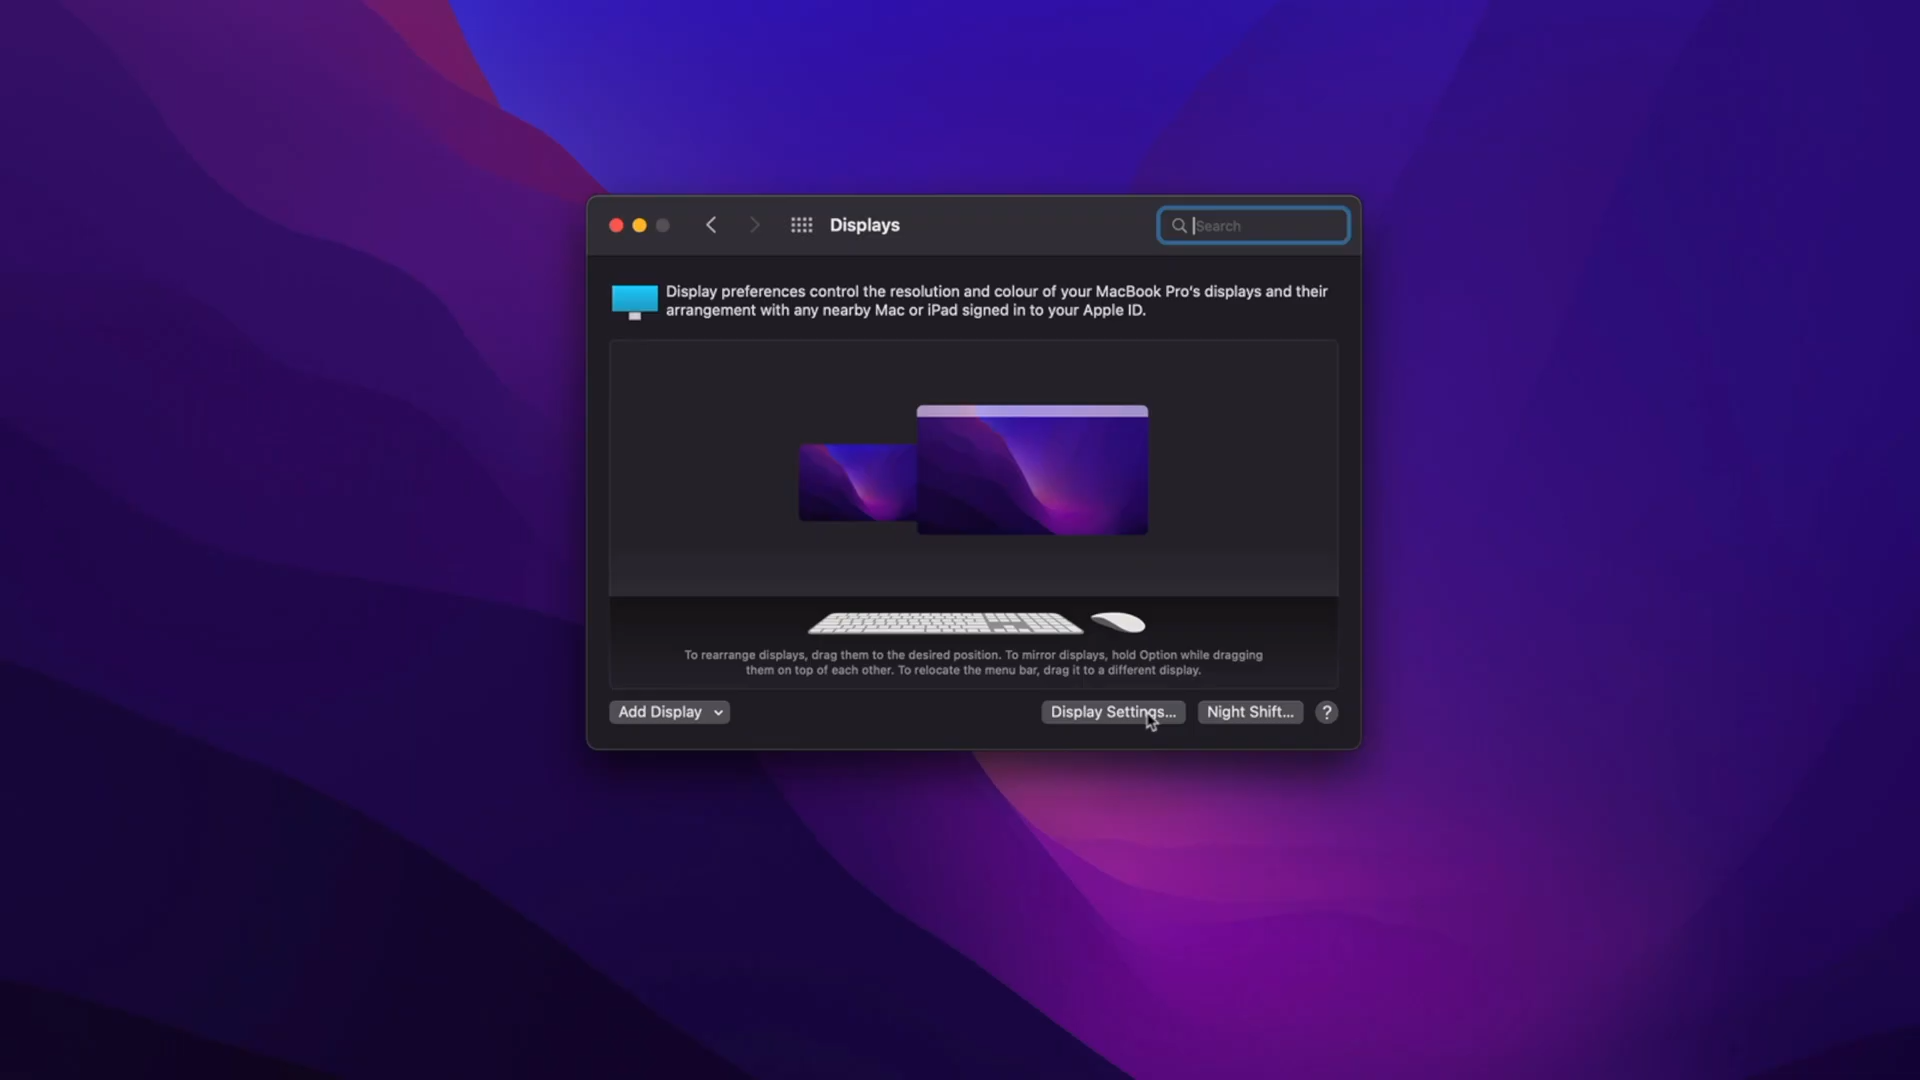 Displays
Search
Display preferences control the resolution and colour of your MacBook Pro's displays and their
arrangement with any nearby Mac or iPad signed in to your Apple ID.
To rearrange displays, drag them to the desired position. To mirror displays, hold Option while dragging
them on top of each other. To relocate the menu bar, drag it to a different display.
Add Display
Display Settings...
Night Shift...
?